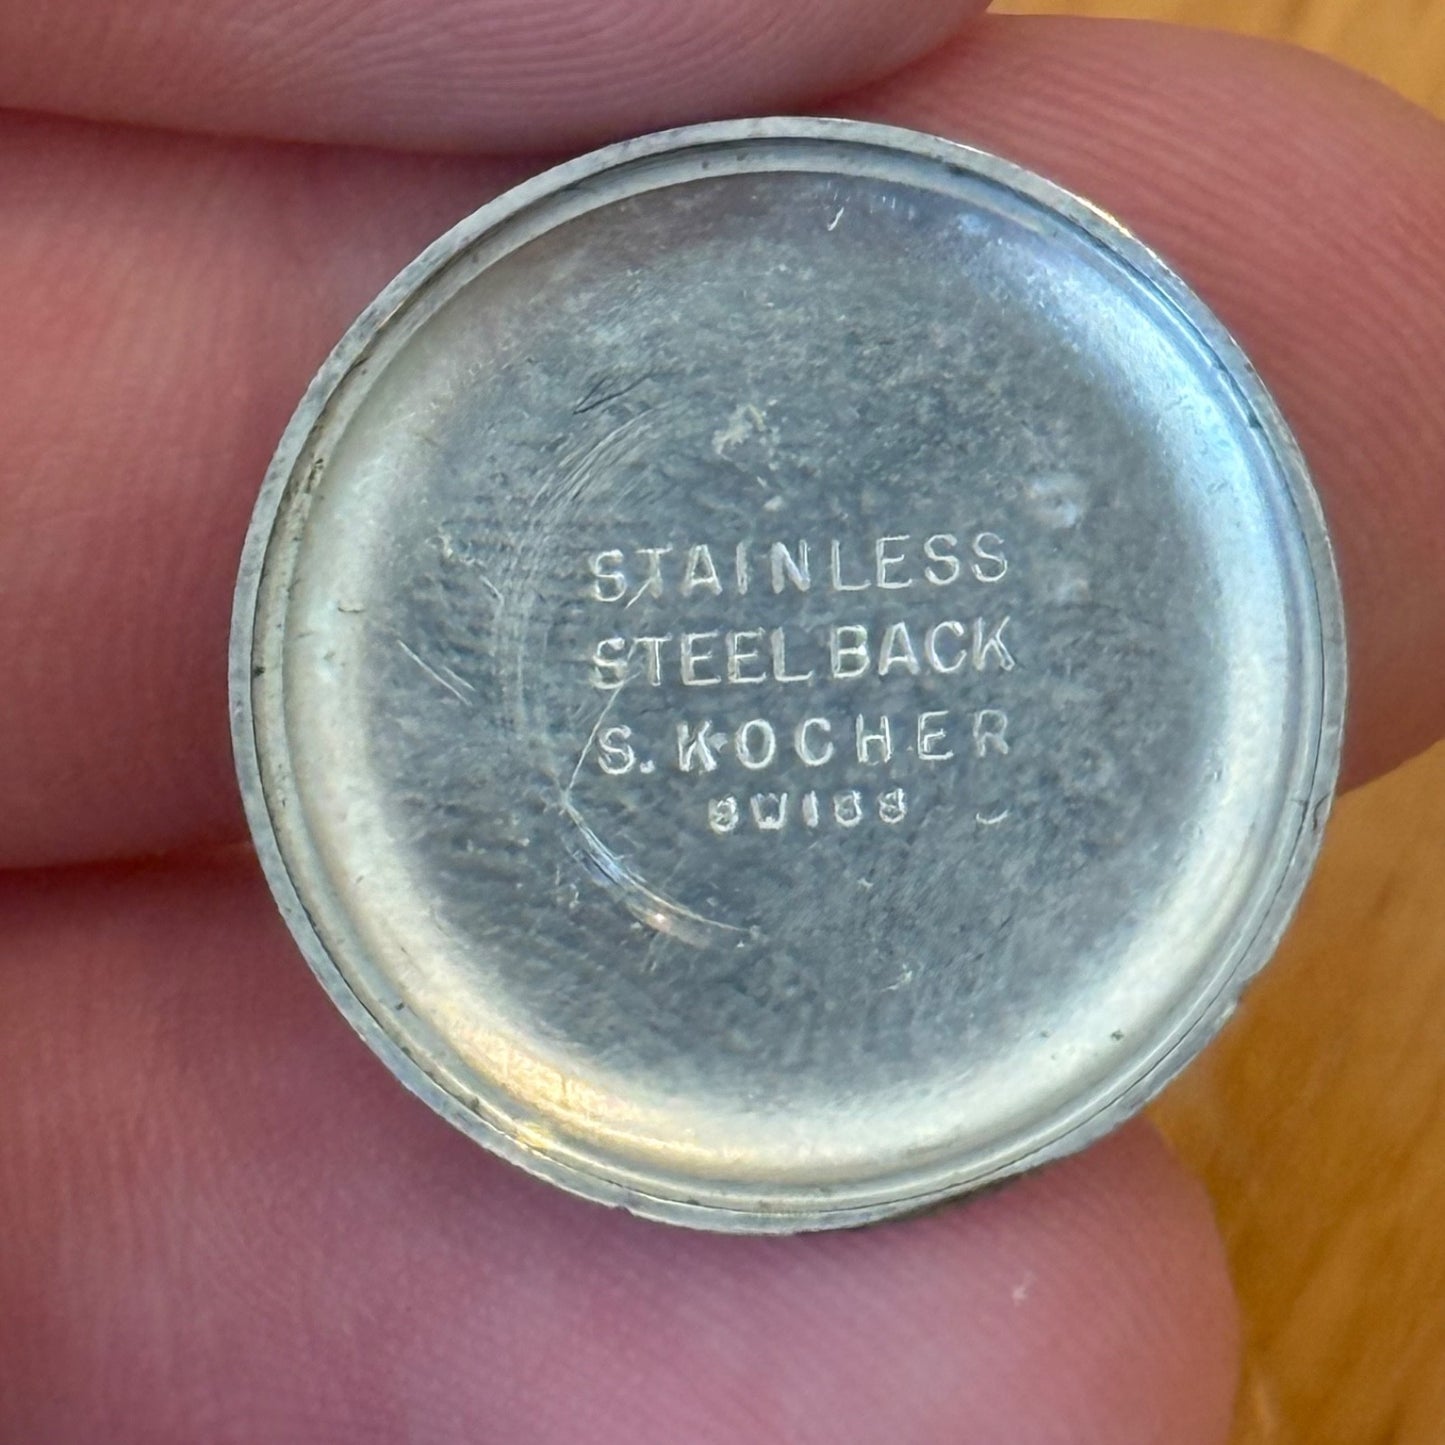 STAINLESS
STEEL BACK
S. KOCHER
SWISS